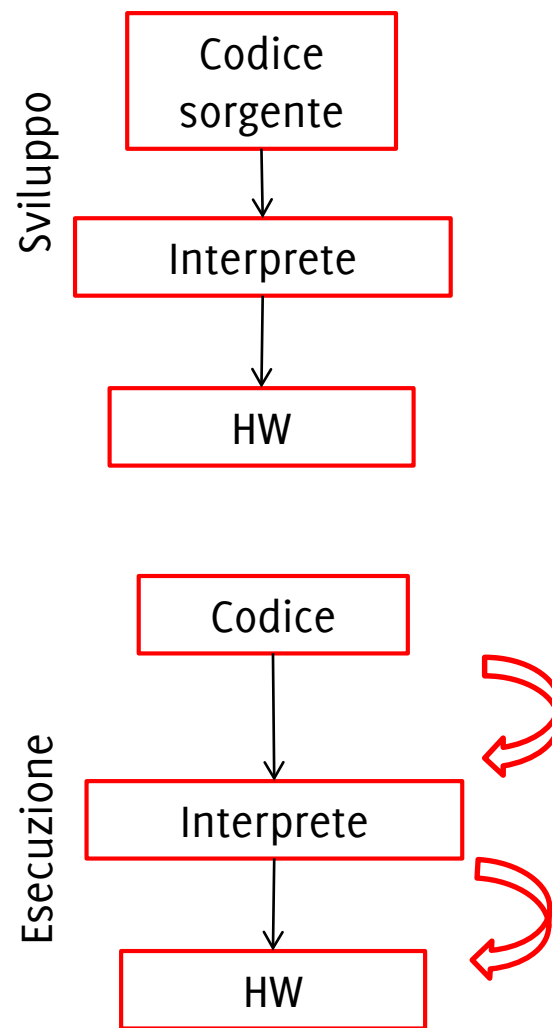 Sviluppo
Codice
sorgente
Interprete
HW
Esecuzione
Codice
Interprete
HW